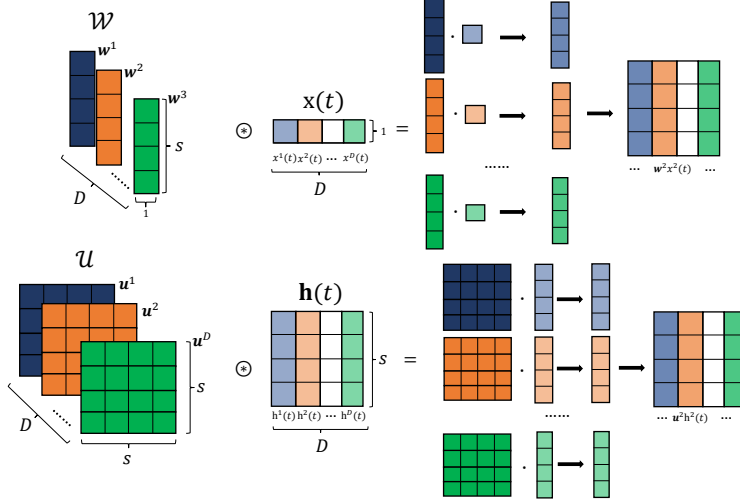 𝒲
w¹
w²
w³
S
D
......
1
⊛
x(t)
1
x¹(t) x²(t) ... x^D(t)
D
=
·
·
......
·
... w²x²(t) ...
𝒰
u¹
u²
u^D
S
D
......
s
⊛
h(t)
S
h¹(t) h²(t) ... h^D(t)
D
=
·
·
......
·
... u²h²(t) ...